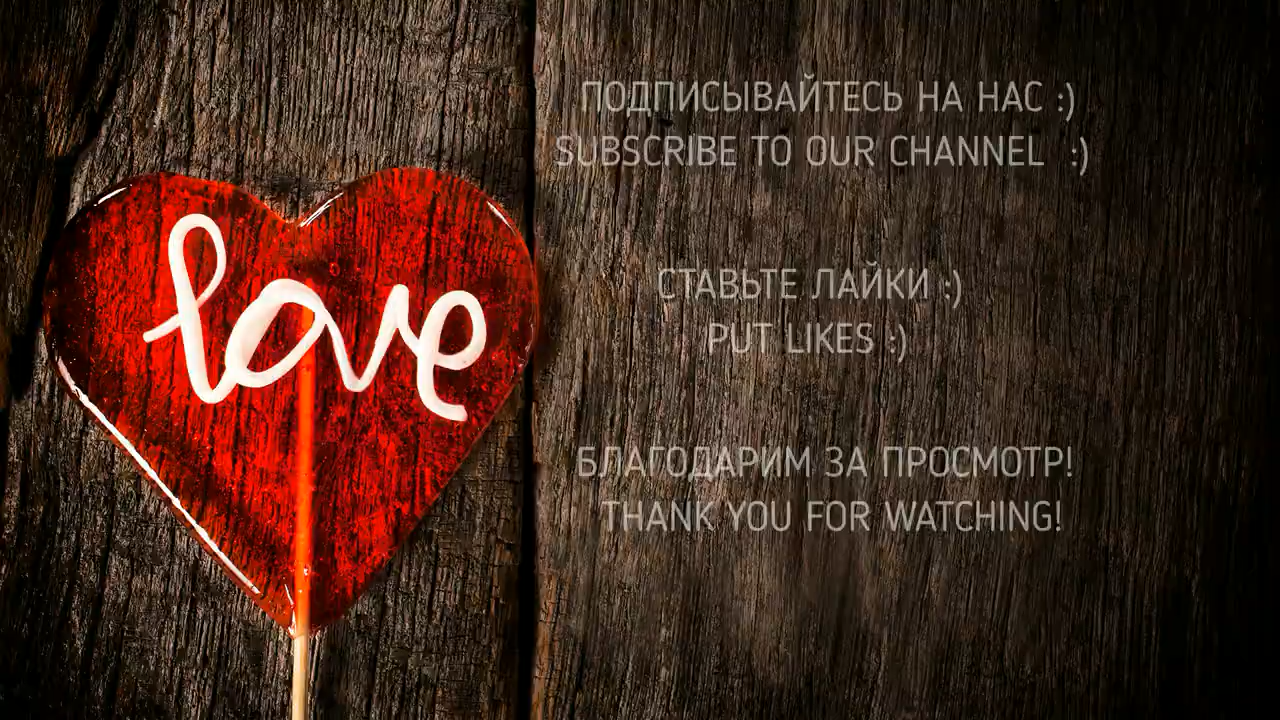 love
ПОДПИСЫВАЙТЕСЬ НА НАС :)
SUBSCRIBE TO OUR CHANNEL :)
СТАВЬТЕ ЛАЙКИ :)
PUT LIKES :)
БЛАГОДАРИМ ЗА ПРОСМОТР!
THANK YOU FOR WATCHING!